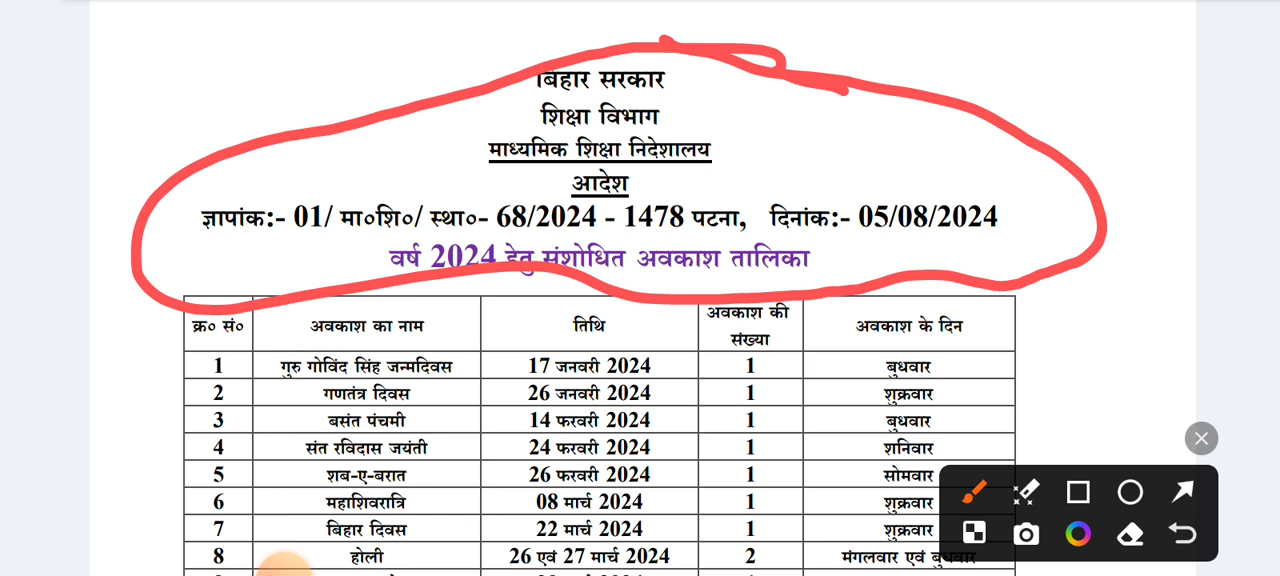 बिहार सरकार
शिक्षा विभाग
माध्यमिक शिक्षा निदेशालय
आदेश
ज्ञापांक:- 01/ मा०शि०/ स्था०- 68/2024 - 1478 पटना, दिनांक:- 05/08/2024
वर्ष 2024 हेतु संशोधित अवकाश तालिका
क्र० सं० अवकाश का नाम तिथि अवकाश की संख्या अवकाश के दिन
1 गुरु गोविंद सिंह जन्मदिवस 17 जनवरी 2024 1 बुधवार
2 गणतंत्र दिवस 26 जनवरी 2024 1 शुक्रवार
3 बसंत पंचमी 14 फरवरी 2024 1 बुधवार
4 संत रविदास जयंती 24 फरवरी 2024 1 शनिवार
5 शब-ए-बरात 26 फरवरी 2024 1 सोमवार
6 महाशिवरात्रि 08 मार्च 2024 1 शुक्रवार
7 बिहार दिवस 22 मार्च 2024 1 शुक्रवार
8 होली 26 एवं 27 मार्च 2024 2 मंगलवार एवं बुधवार